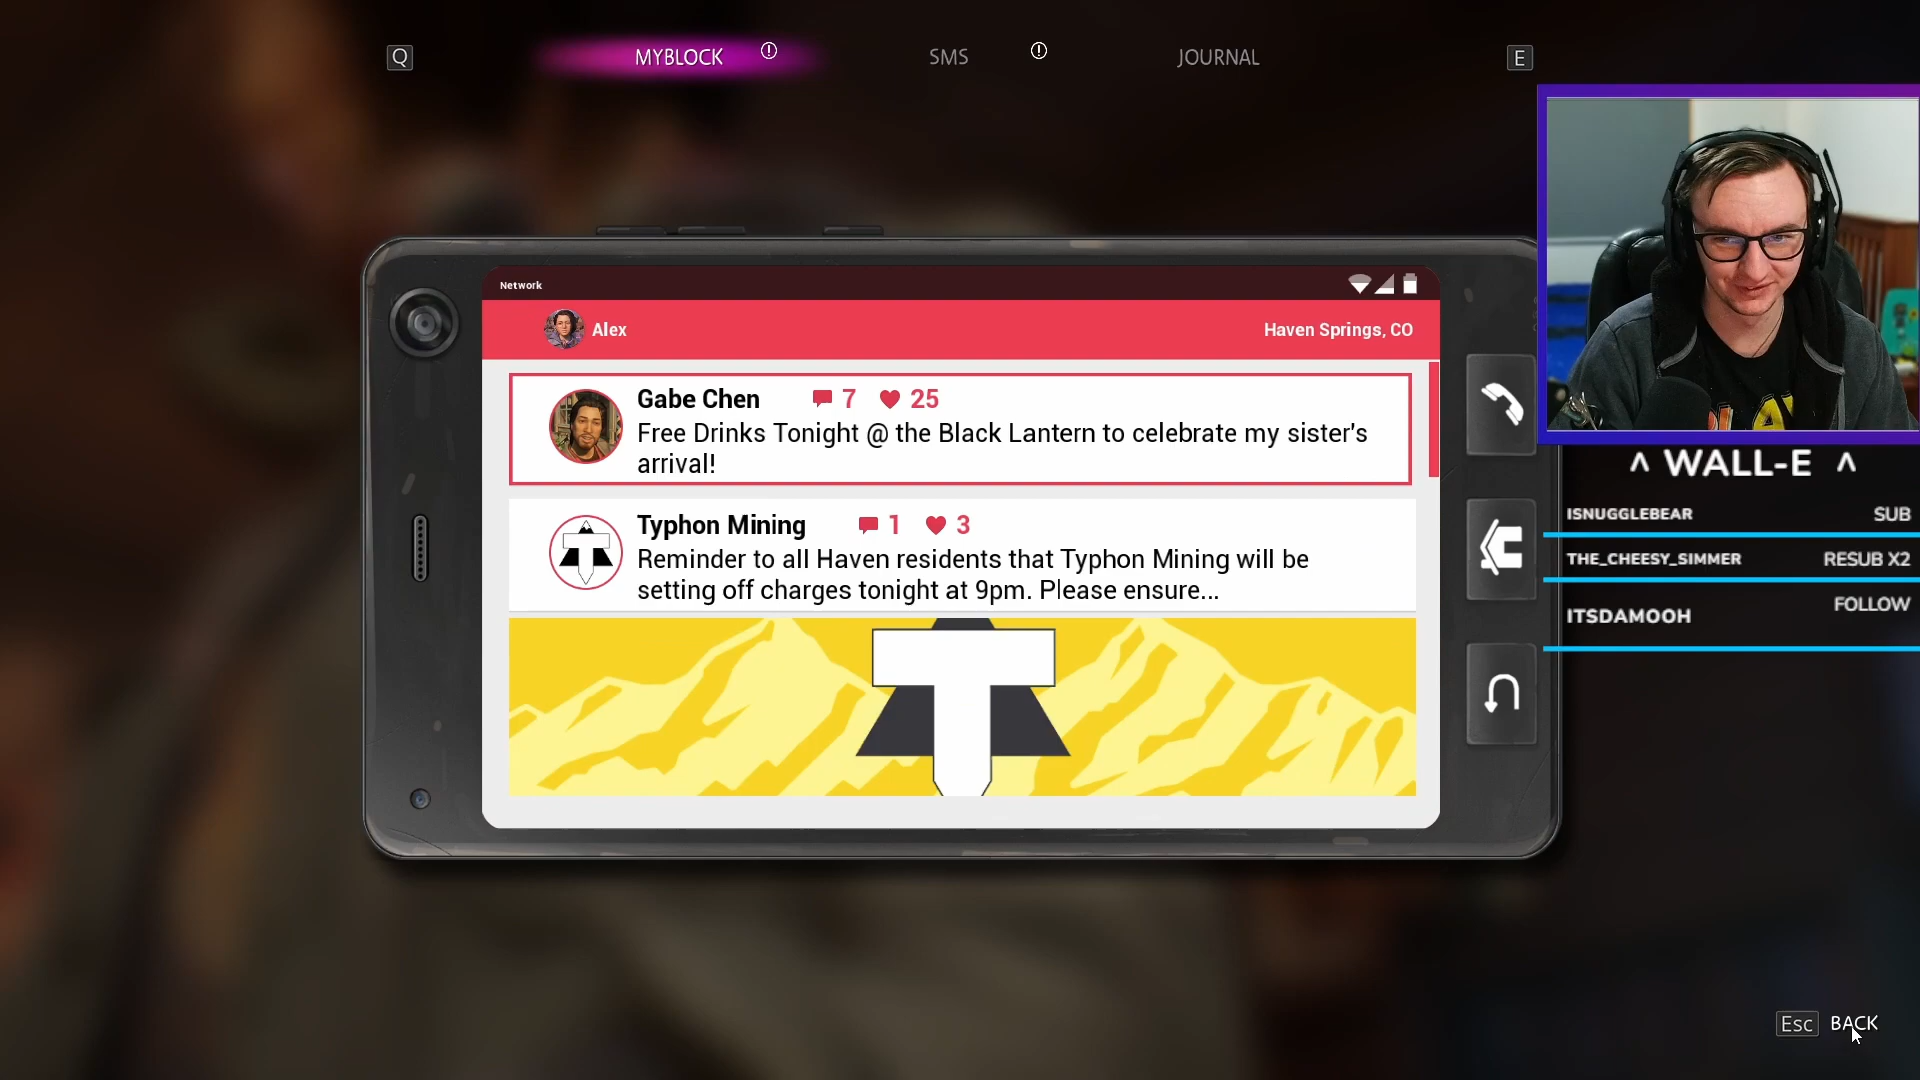 Q
MYBLOCK
SMS
JOURNAL
E
Network
Alex
Haven Springs, CO
Gabe Chen 7 25
Free Drinks Tonight @ the Black Lantern to celebrate my sister's
arrival!
Typhon Mining 1 3
Reminder to all Haven residents that Typhon Mining will be
setting off charges tonight at 9pm. Please ensure...
^ WALL-E ^
ISNUGGLEBEAR SUB
THE_CHEESY_SIMMER RESUB X2
ITSDAMOOH FOLLOW
Esc BACK